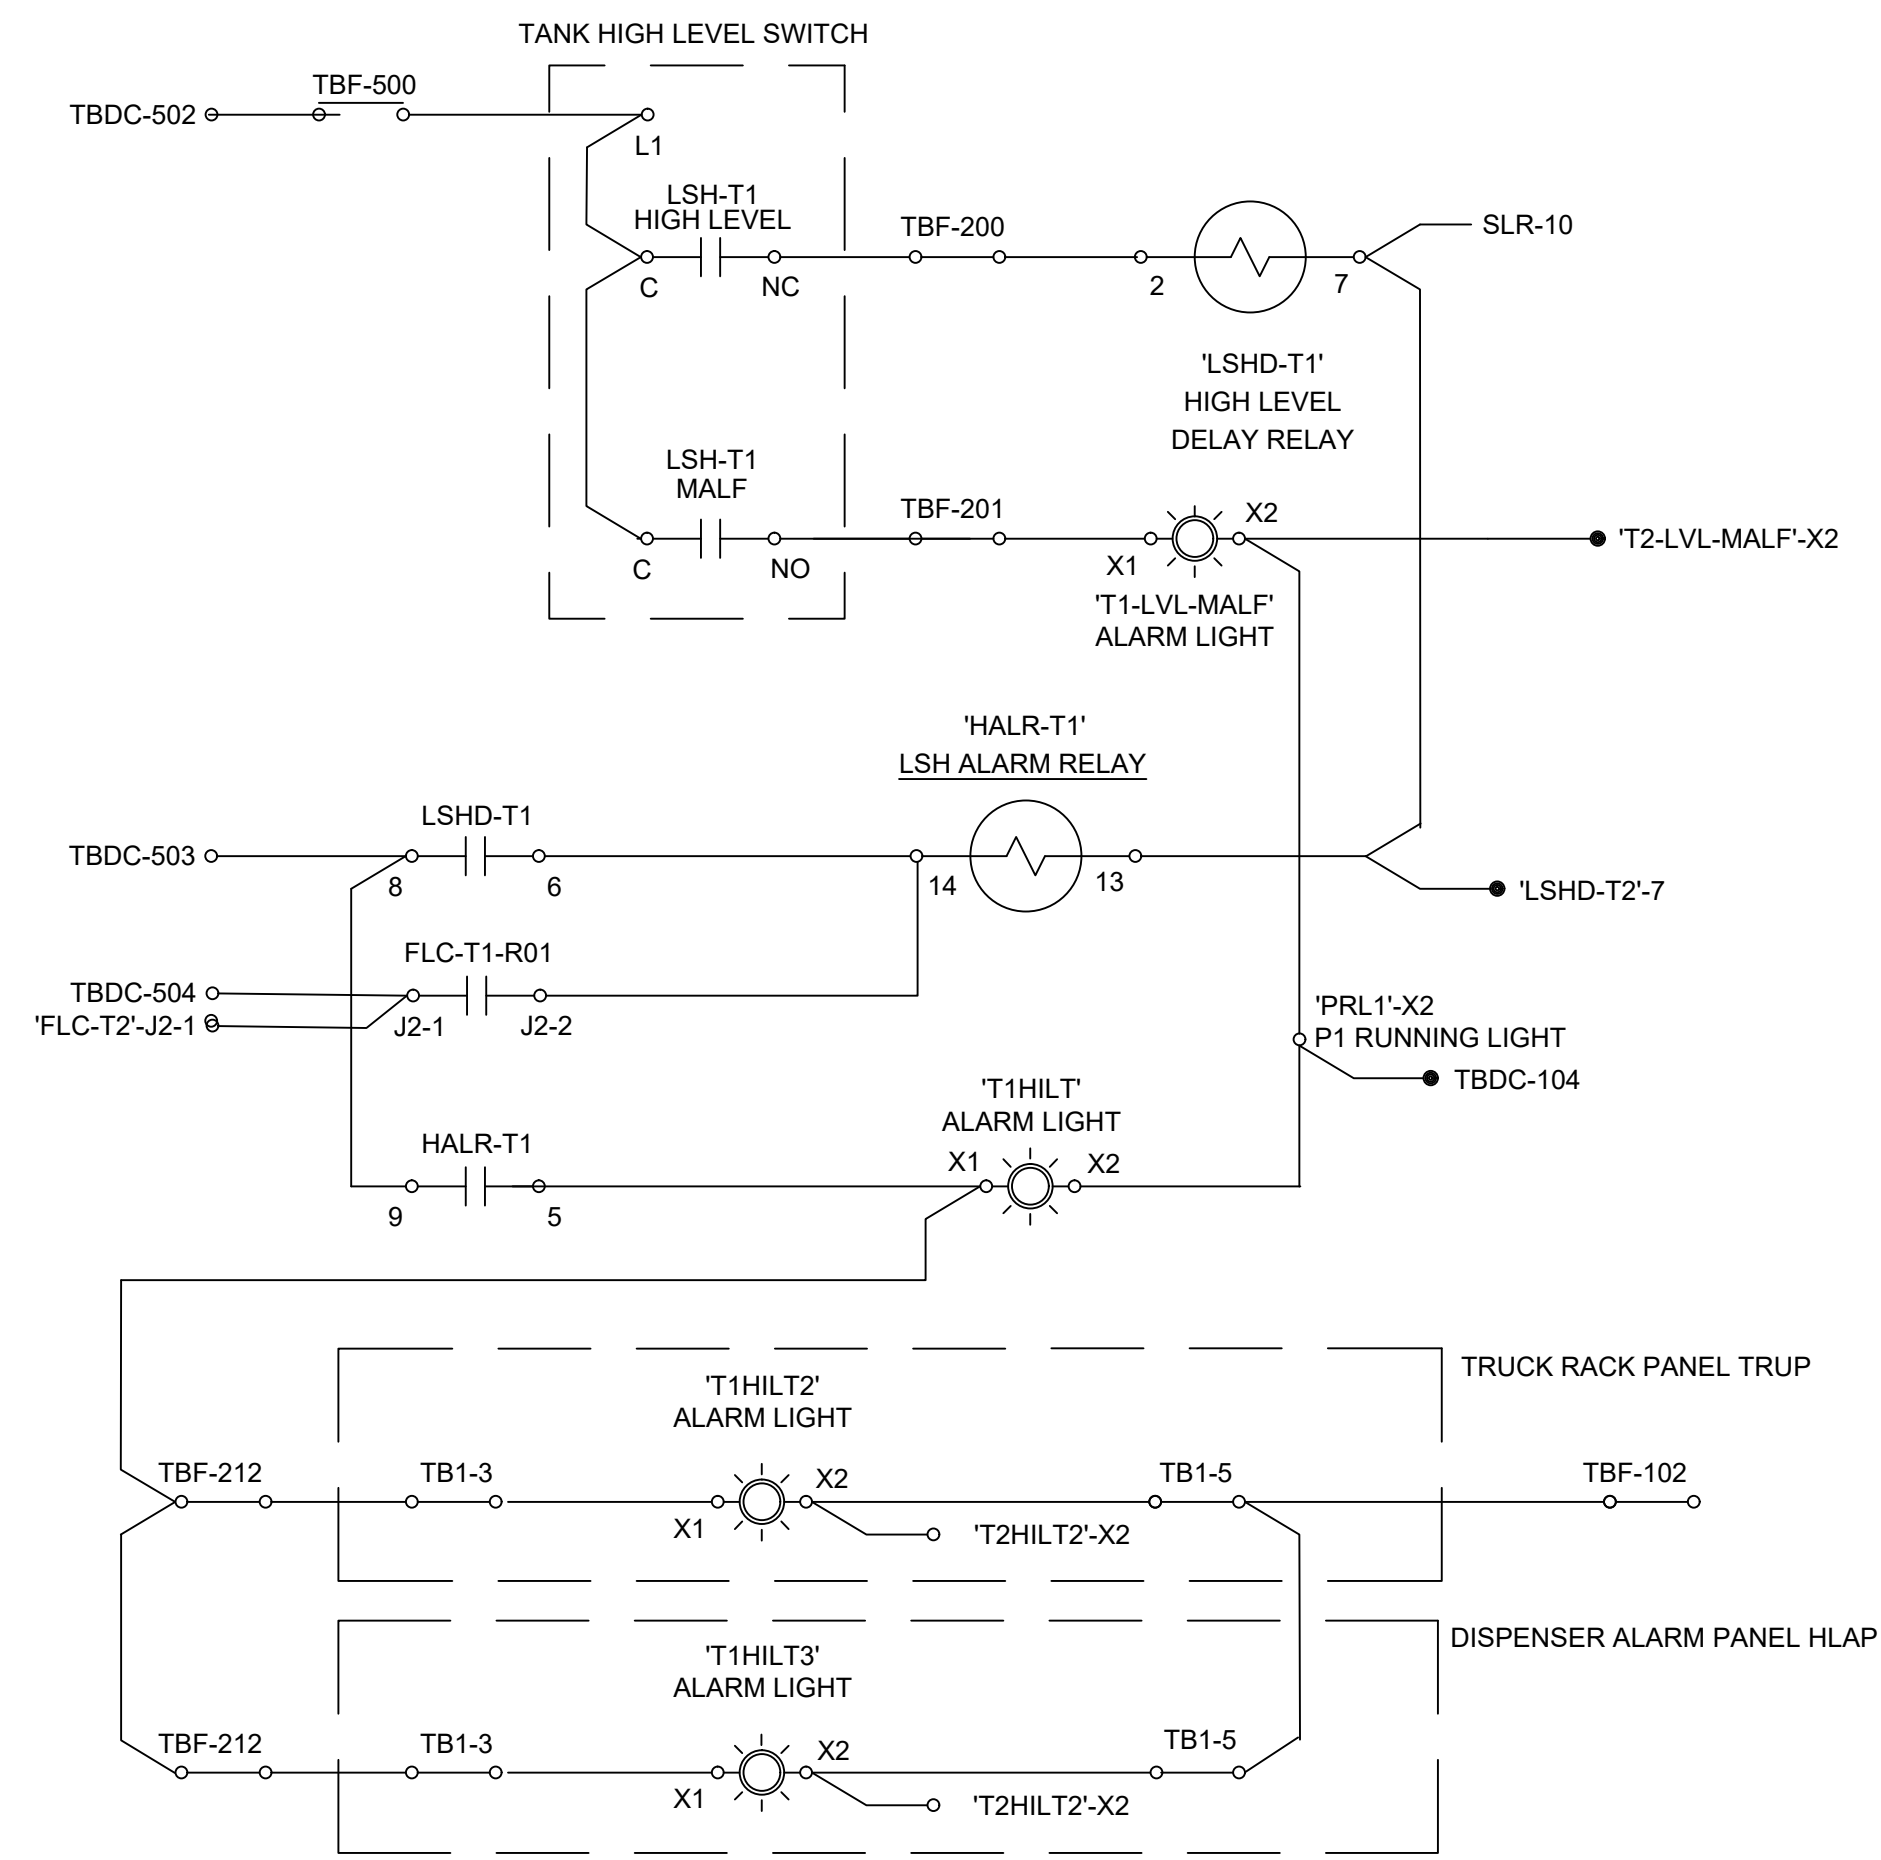 TANK HIGH LEVEL SWITCH
TBF-500
TBDC-502
L1
LSH-T1
HIGH LEVEL
TBF-200
SLR-10
C
NC
2
7
'LSHD-T1'
HIGH LEVEL
DELAY RELAY
LSH-T1
MALF
TBF-201
X2
'T2-LVL-MALF'-X2
C
NO
X1
'T1-LVL-MALF'
ALARM LIGHT
'HALR-T1'
LSH ALARM RELAY
LSHD-T1
TBDC-503
8
6
14
13
'LSHD-T2'-7
FLC-T1-R01
TBDC-504
'FLC-T2'-J2-1
J2-1
J2-2
'PRL1'-X2
P1 RUNNING LIGHT
TBDC-104
'T1HILT'
ALARM LIGHT
HALR-T1
X1
X2
9
5
TRUCK RACK PANEL TRUP
'T1HILT2'
ALARM LIGHT
TBF-212
TB1-3
X2
TB1-5
TBF-102
X1
'T2HILT2'-X2
DISPENSER ALARM PANEL HLAP
'T1HILT3'
ALARM LIGHT
TBF-212
TB1-3
X2
TB1-5
X1
'T2HILT2'-X2